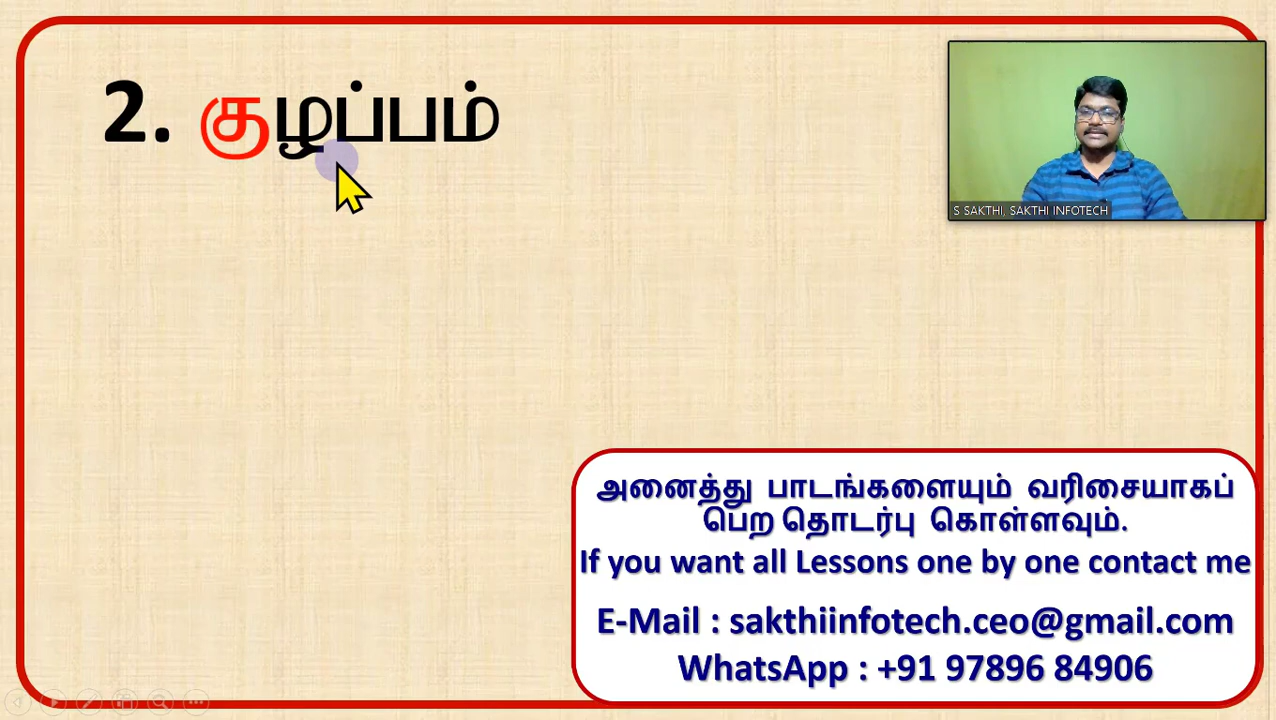 2. குழப்பம்
S SAKTHI, SAKTHI INFOTECH
அனைத்து பாடங்களையும் வரிசையாகப்
பெற தொடர்பு கொள்ளவும்.
If you want all Lessons one by one contact me
E-Mail : sakthiinfotech.ceo@gmail.com
WhatsApp : +91 97896 84906